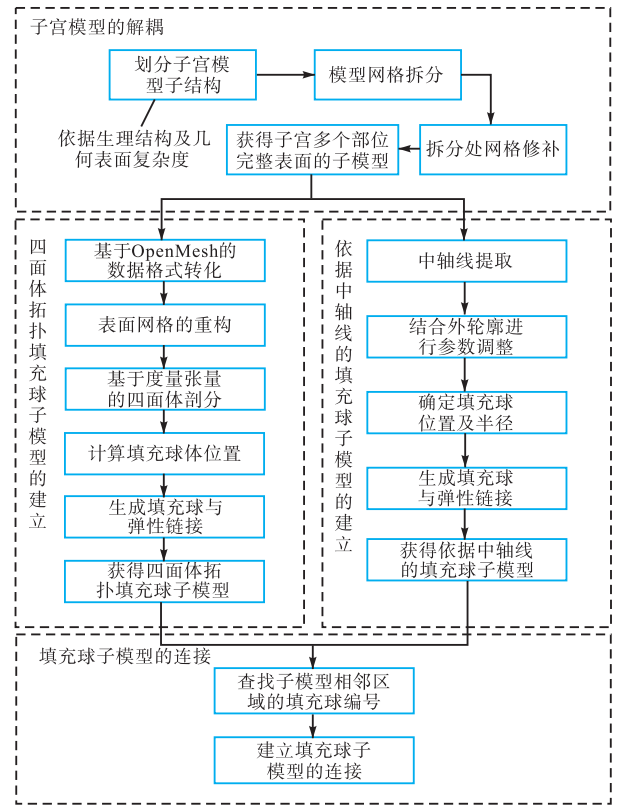 子宫模型的解耦
划分子宫模
型子结构
模型网格拆分
依据生理结构及几
何表面复杂度
获得子宫多个部位
完整表面的子模型
拆分处网格修补
四面体拓扑填充球子模型的建立
基于OpenMesh的
数据格式转化
表面网格的重构
基于度量张量
的四面体剖分
计算填充球体位置
生成填充球与
弹性链接
获得四面体拓
扑填充球子模型
依据中轴线的填充球子模型的建立
中轴线提取
结合外轮廓进
行参数调整
确定填充球
位置及半径
生成填充球
与弹性链接
获得依据中轴线
的填充球子模型
填充球子模型的连接
查找子模型相邻区
域的填充球编号
建立填充球子
模型的连接